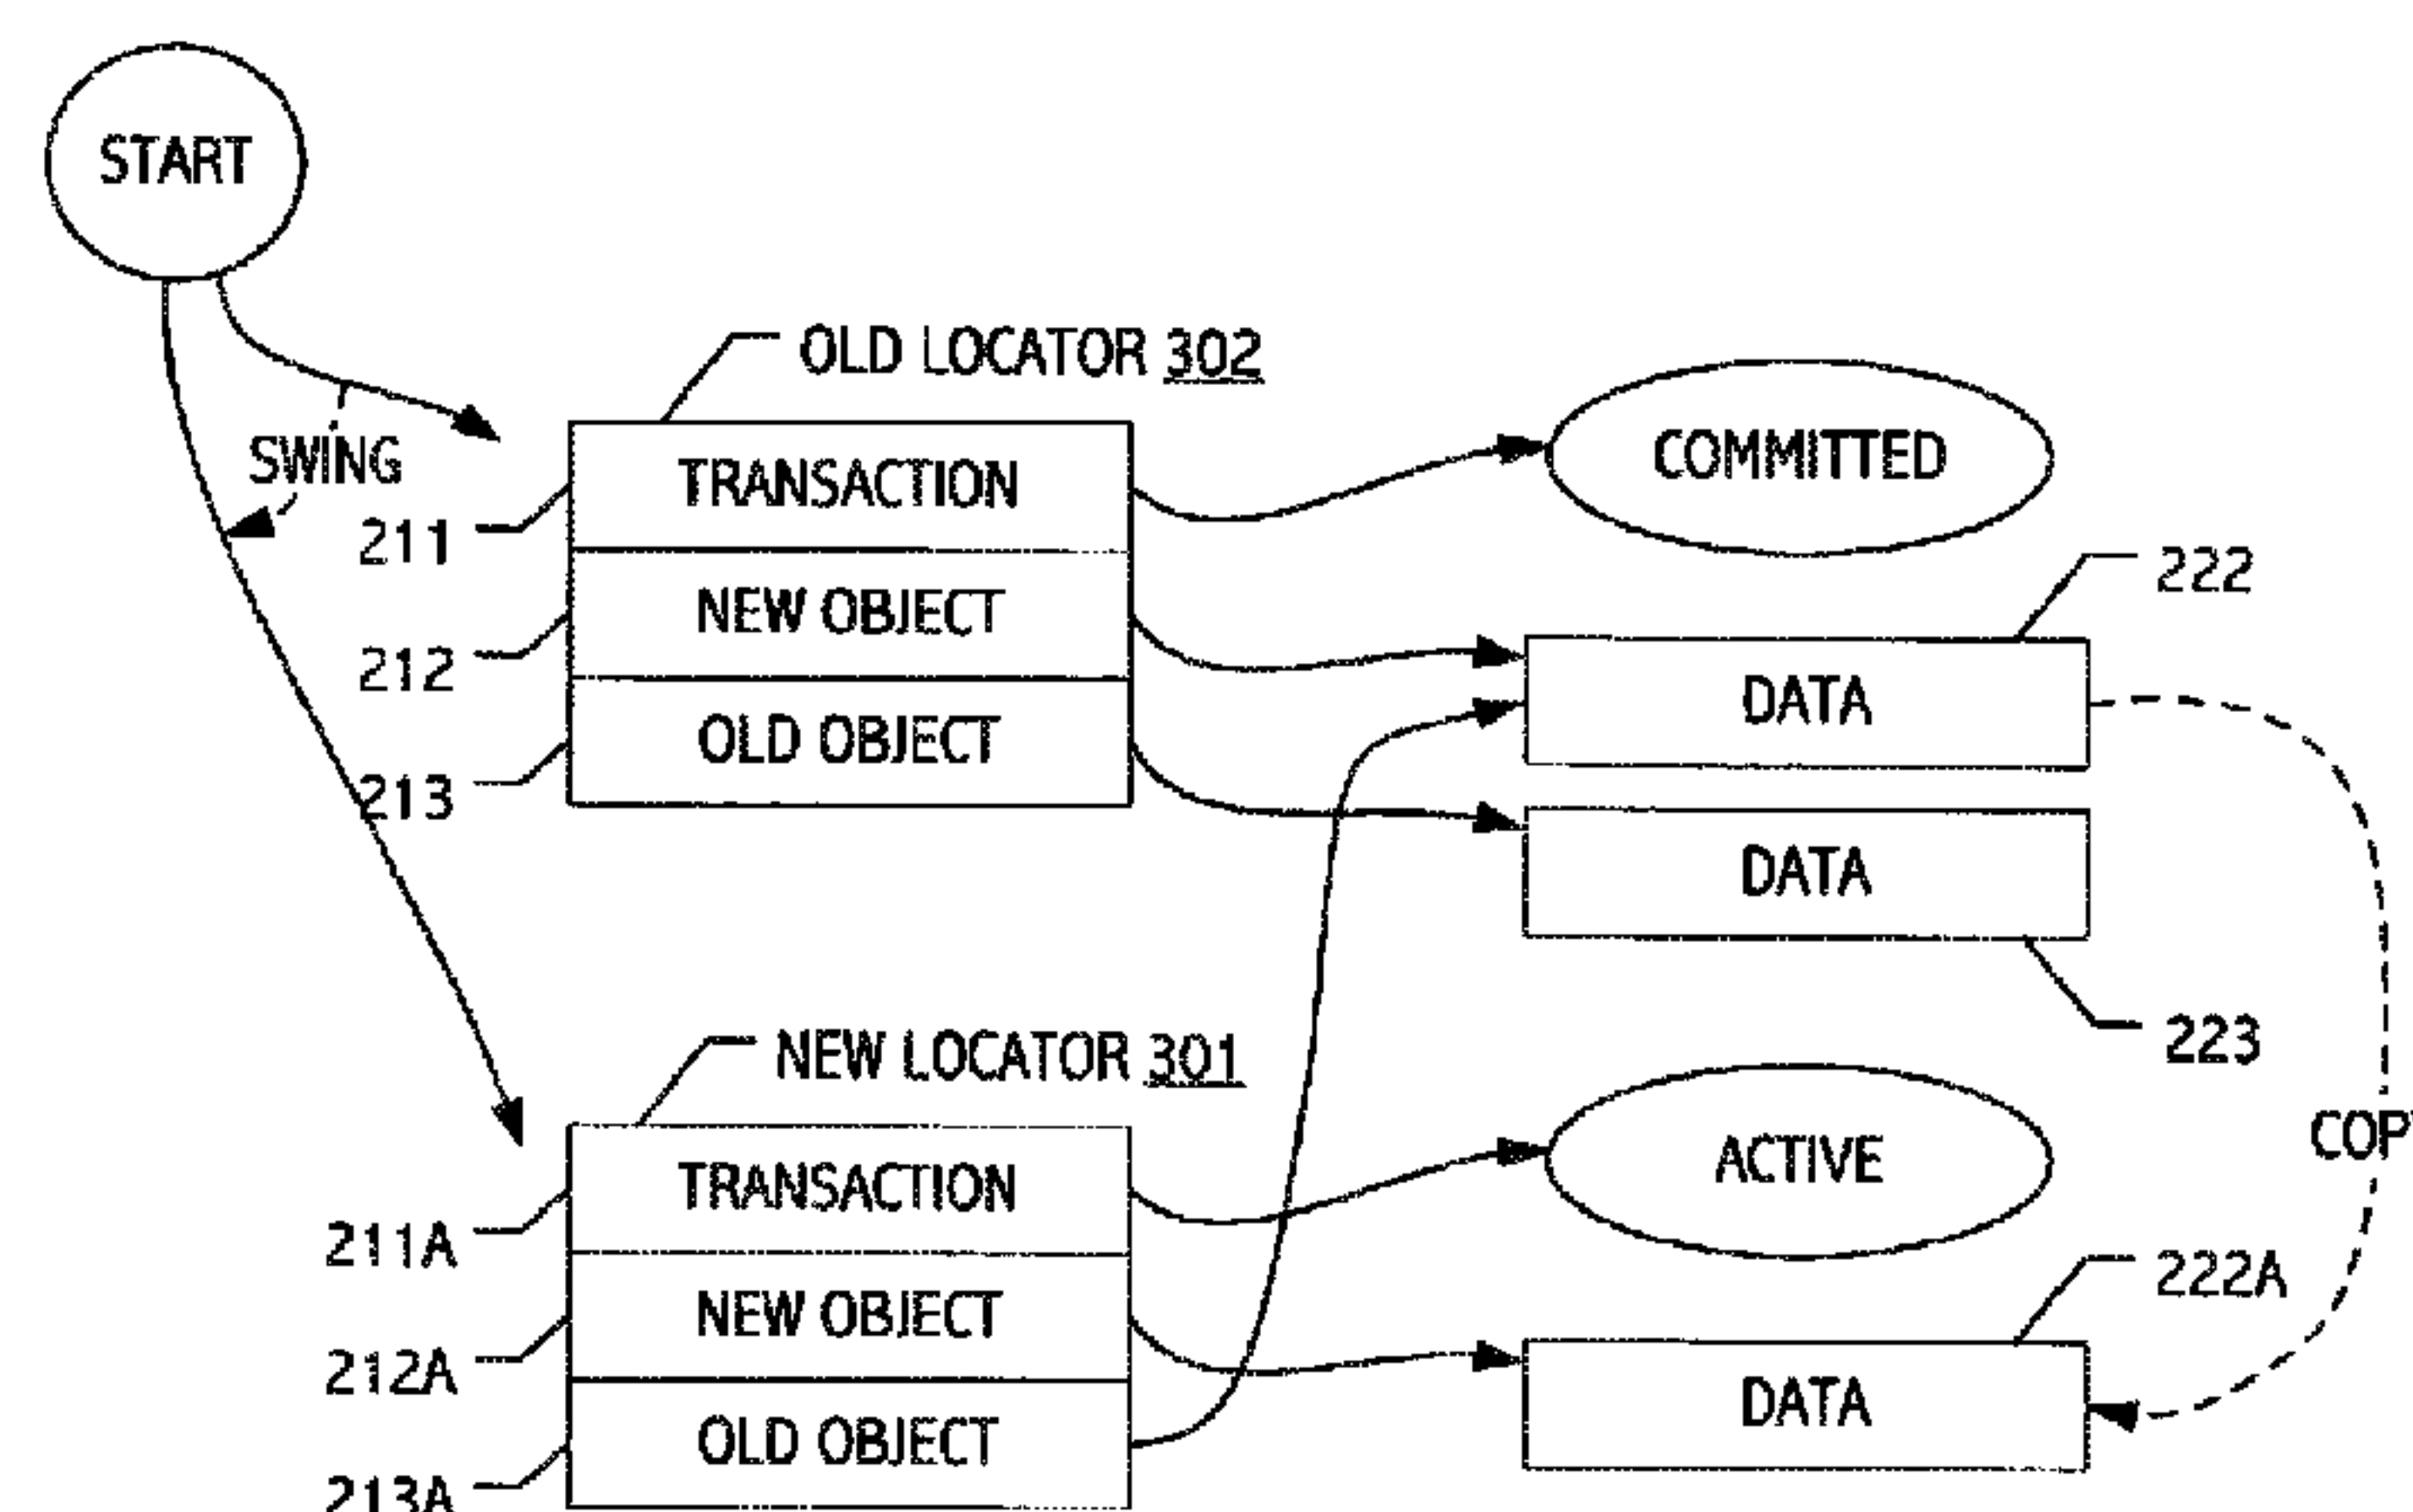 START
OLD LOCATOR 302
SWING
TRANSACTION
COMMITTED
211
NEW OBJECT
222
212
DATA
OLD OBJECT
213
DATA
223
NEW LOCATOR 301
TRANSACTION
ACTIVE
COP
211A
NEW OBJECT
222A
212A
DATA
OLD OBJECT
213A